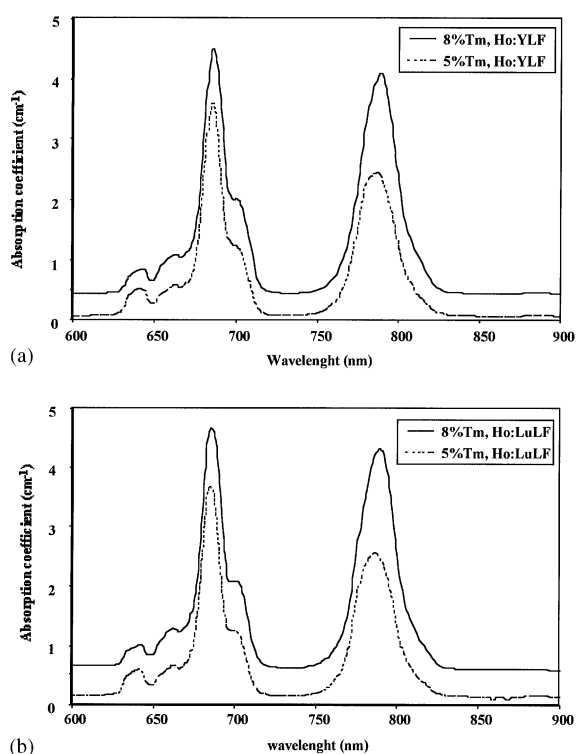 5
4
3
2
1
0
Absorption coefficient (cm-1)
8%Tm, Ho:YLF
5%Tm, Ho:YLF
600 650 700 750 800 850 900
(a) Wavelenght (nm)
5
4
3
2
1
0
Absorption coefficient (cm-1)
8%Tm, Ho:LuLF
5%Tm, Ho:LuLF
600 650 700 750 800 850 900
(b) wavelenght (nm)